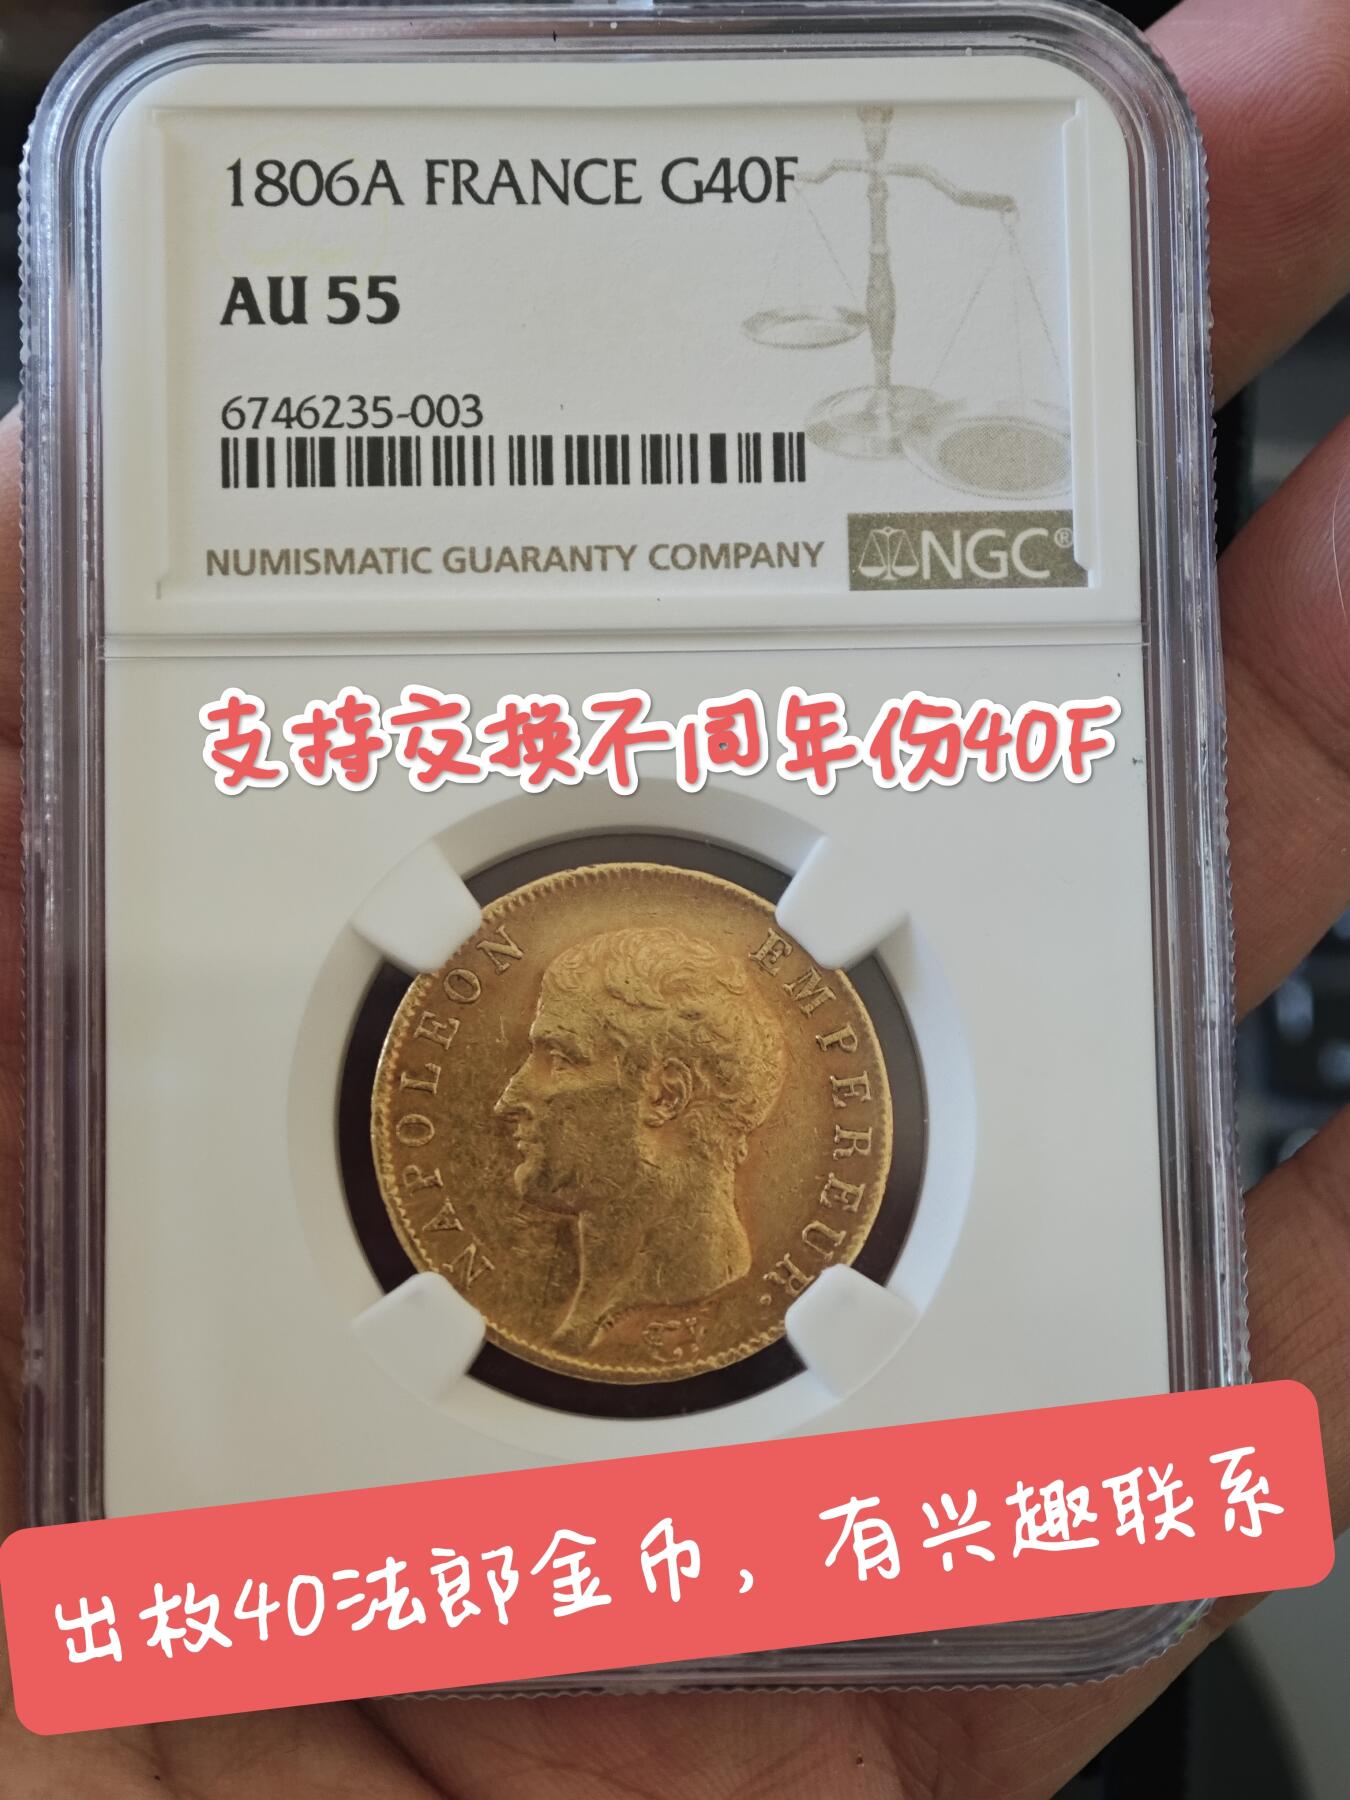 1806A FRANCE G40F
AU 55
6746235-003
NUMISMATIC GUARANTY COMPANY
NGC®
支持交换不同年份40F
NAPOLEON EMPEREUR.
出枚40法郎金币，有兴趣联系